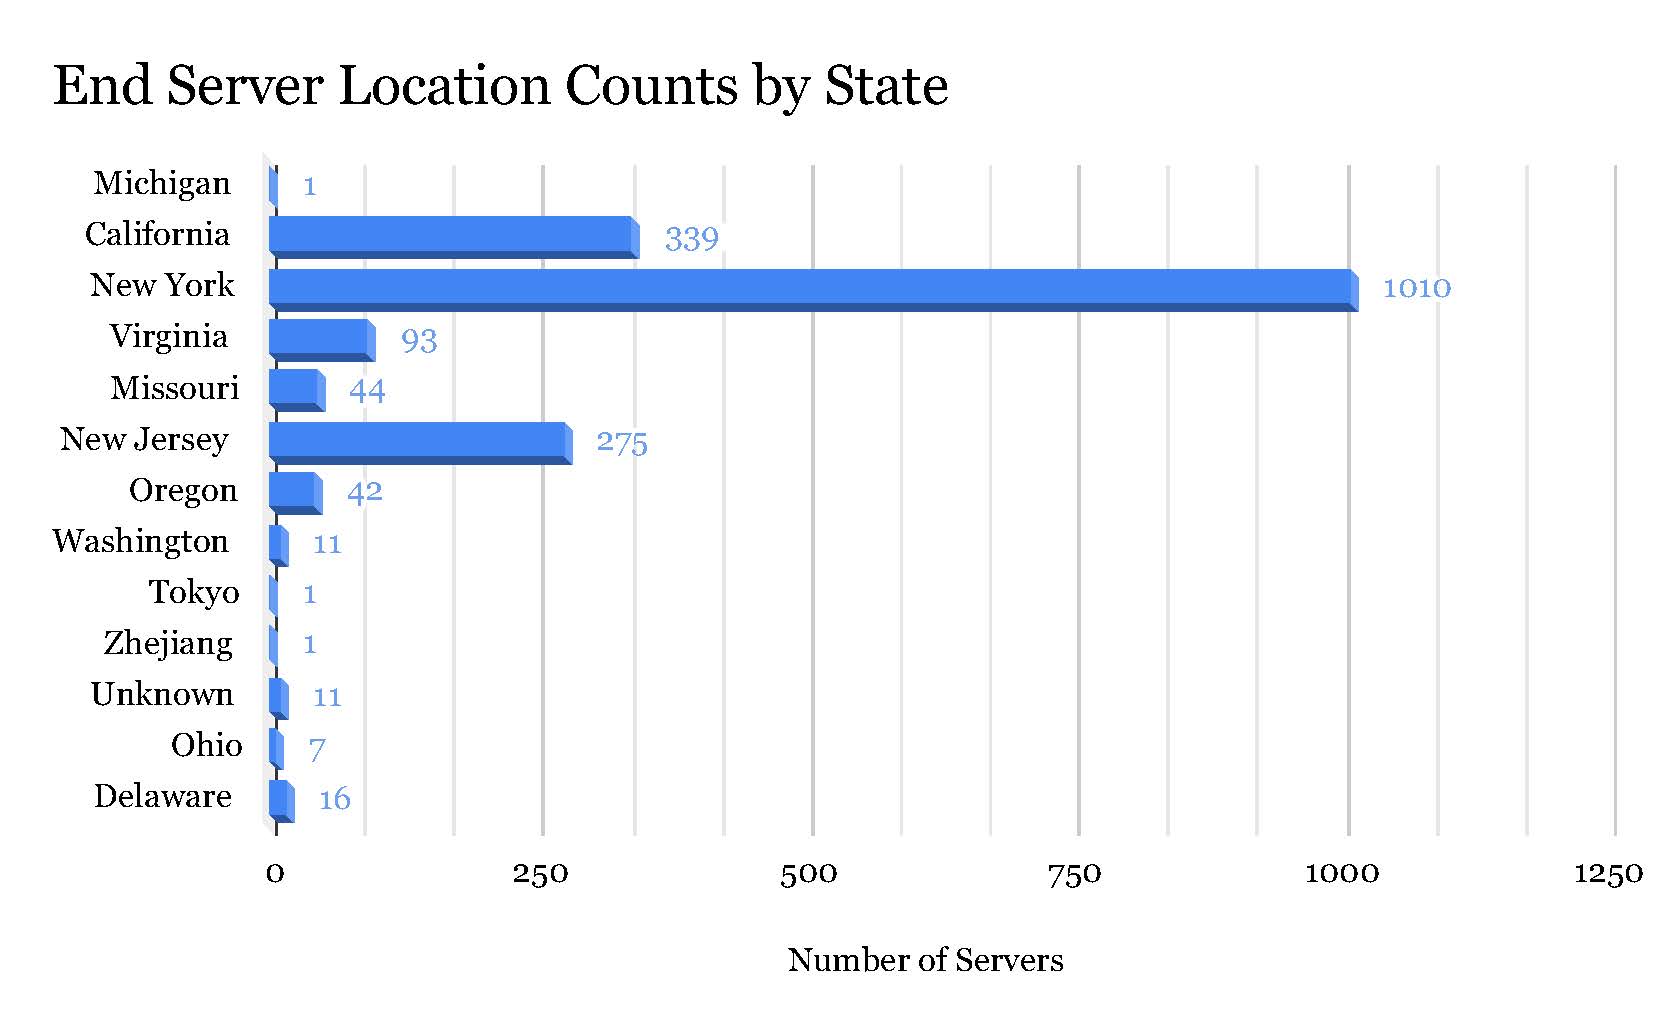 End Server Location Counts by State
Michigan 1
California 339
New York 1010
Virginia 93
Missouri 44
New Jersey 275
Oregon 42
Washington 11
Tokyo 1
Zhejiang 1
Unknown 11
Ohio 7
Delaware 16
0 250 500 750 1000 1250
Number of Servers